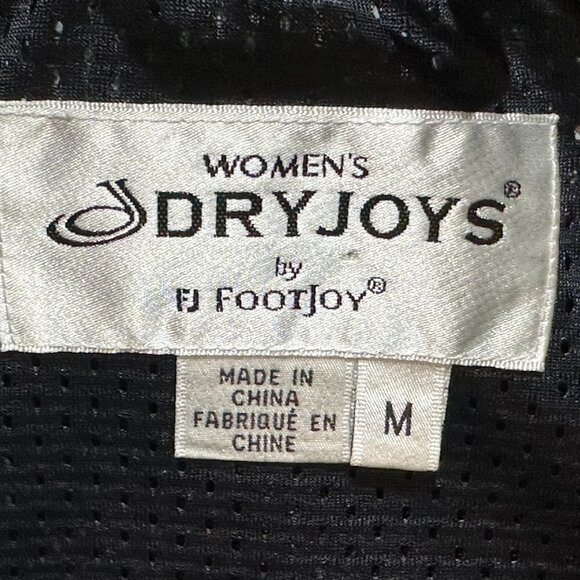 WOMEN'S
DRYJOYS®
by
FJ FOOTJOY®
MADE IN
CHINA
FABRIQUÉ EN
CHINE
M